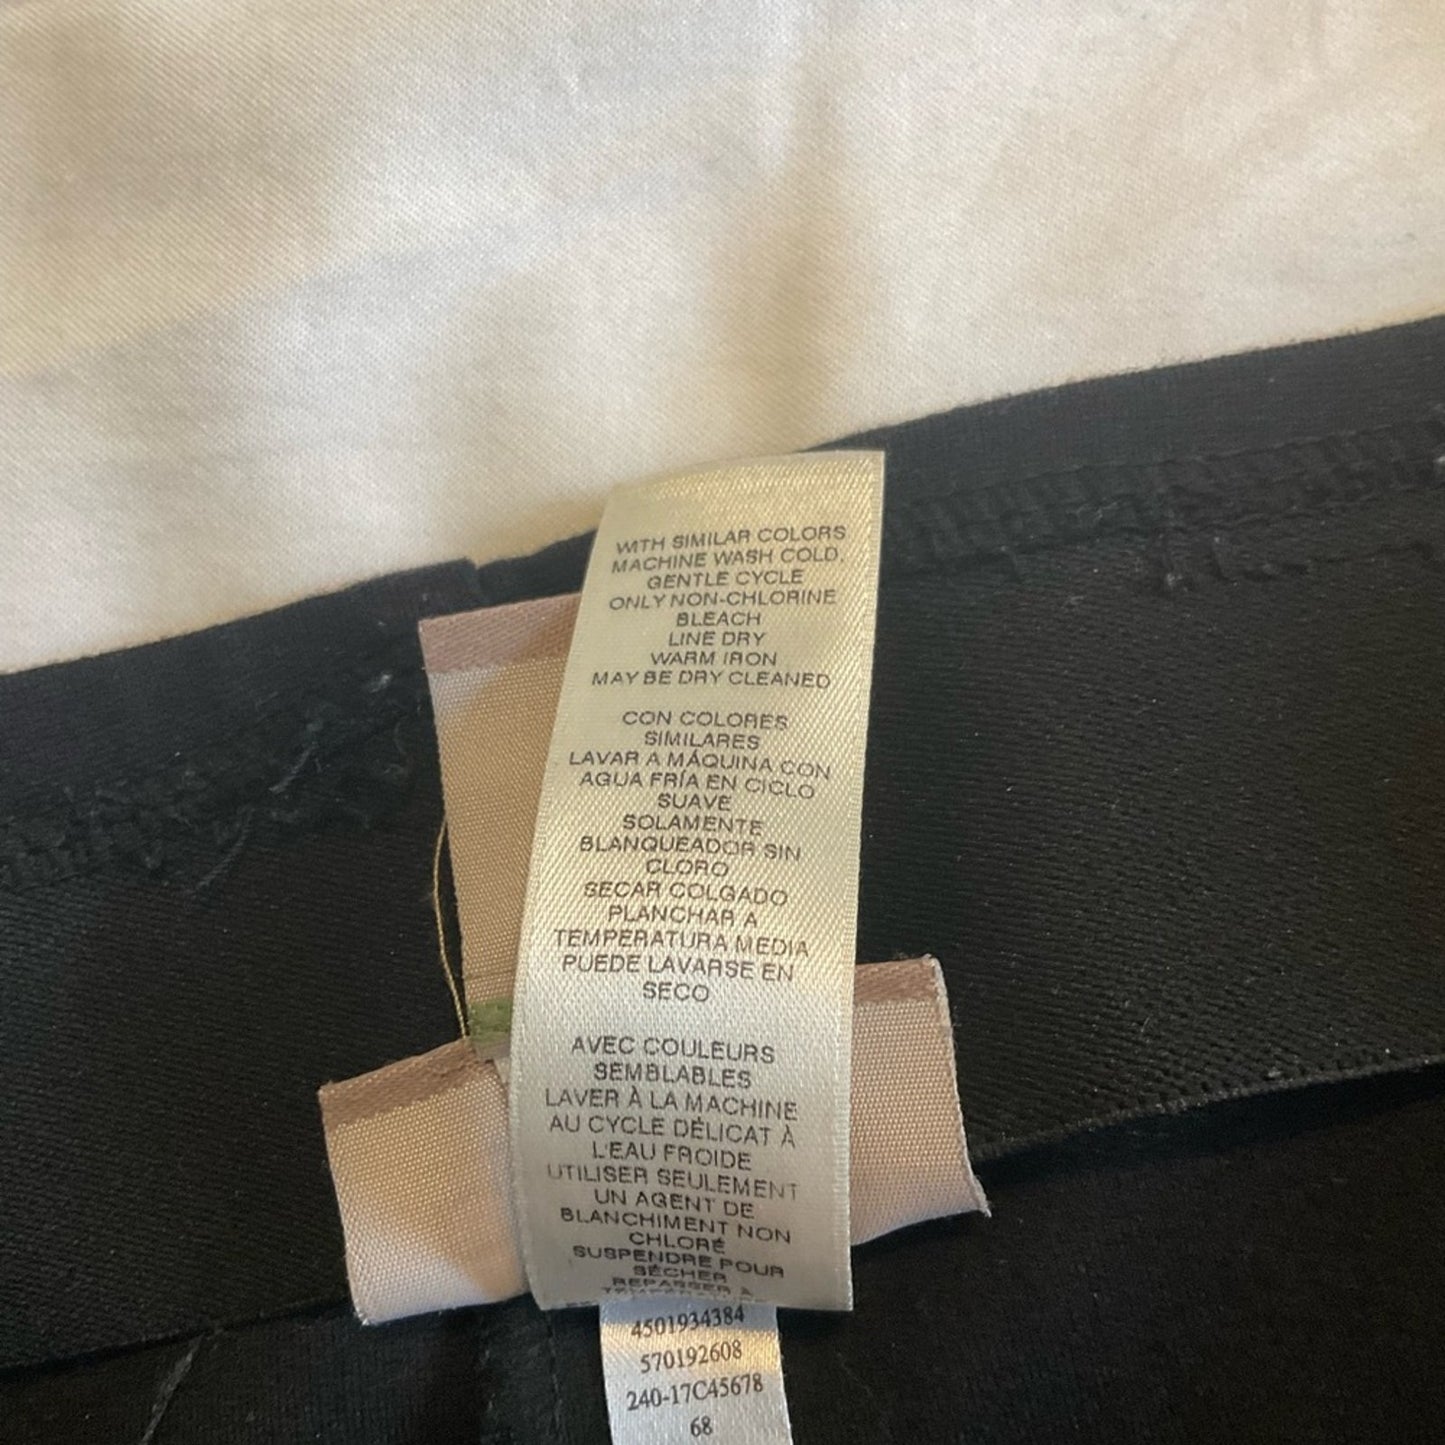 WITH SIMILAR COLORS
MACHINE WASH COLD,
GENTLE CYCLE
ONLY NON-CHLORINE
BLEACH
LINE DRY
WARM IRON
MAY BE DRY CLEANED
CON COLORES
SIMILARES
LAVAR A MÁQUINA CON
AGUA FRÍA EN CICLO
SUAVE
SOLAMENTE
BLANQUEADOR SIN
CLORO
SECAR COLGADO
PLANCHAR A
TEMPERATURA MEDIA
PUEDE LAVARSE EN
SECO
AVEC COULEURS
SEMBLABLES
LAVER À LA MACHINE
AU CYCLE DÉLICAT À
L'EAU FROIDE
UTILISER SEULEMENT
UN AGENT DE
BLANCHIMENT NON
CHLORÉ
SUSPENDRE POUR
SÉCHER
REPASSER À
4501934384
570192608
240-17C45678
68